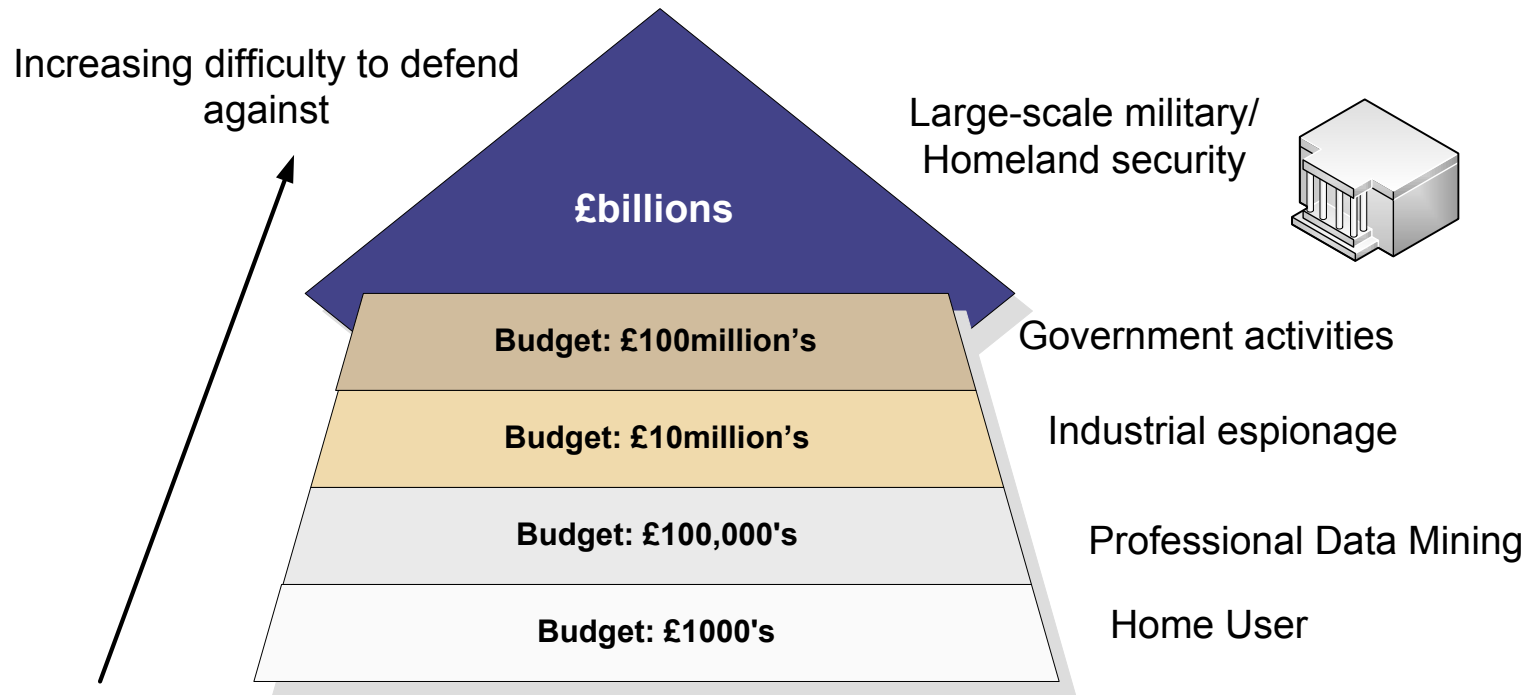 Increasing difficulty to defend
against
Large-scale military/
Homeland security
£billions
Budget: £100million’s
Government activities
Budget: £10million’s
Industrial espionage
Budget: £100,000's
Professional Data Mining
Budget: £1000's
Home User